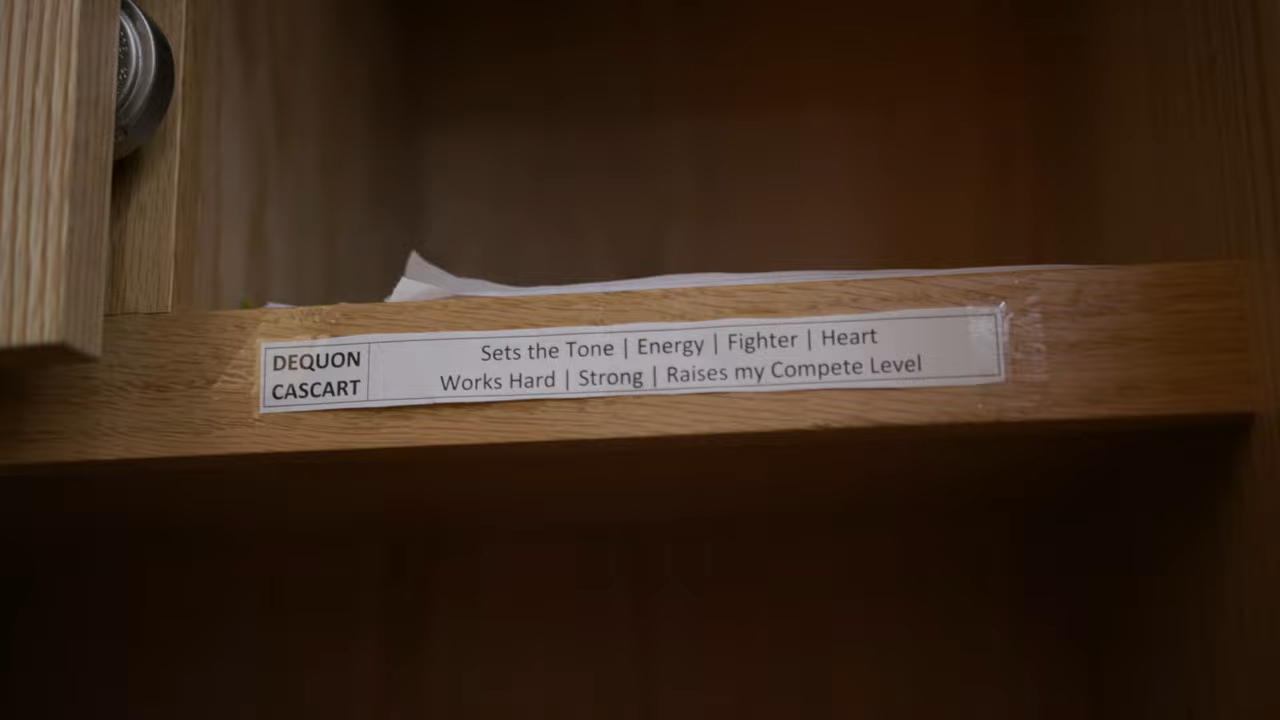 DEQUON
CASCART
Sets the Tone | Energy | Fighter | Heart
Works Hard | Strong | Raises my Compete Level